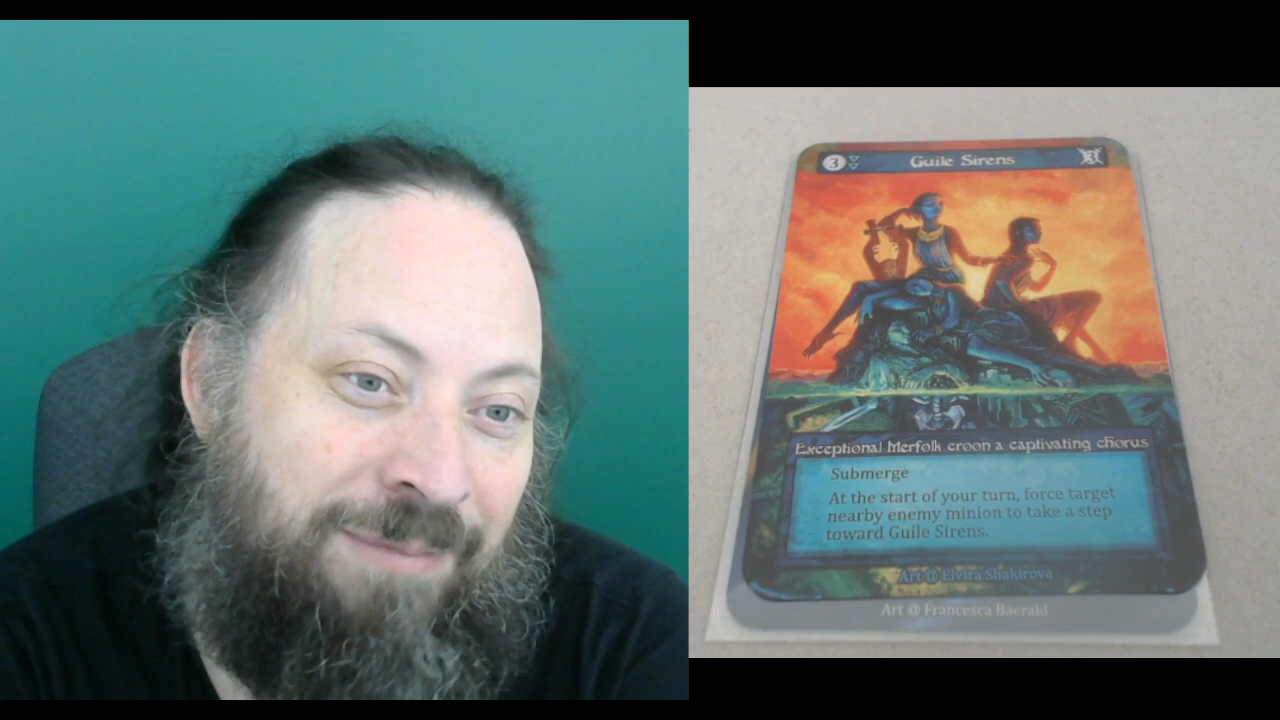 3 Guile Sirens 3
Exceptional Merfolk croon a captivating chorus
Submerge
At the start of your turn, force target
nearby enemy minion to take a step
toward Guile Sirens.
Art @ Elvira Shakirova
Art @ Francesca Baerald